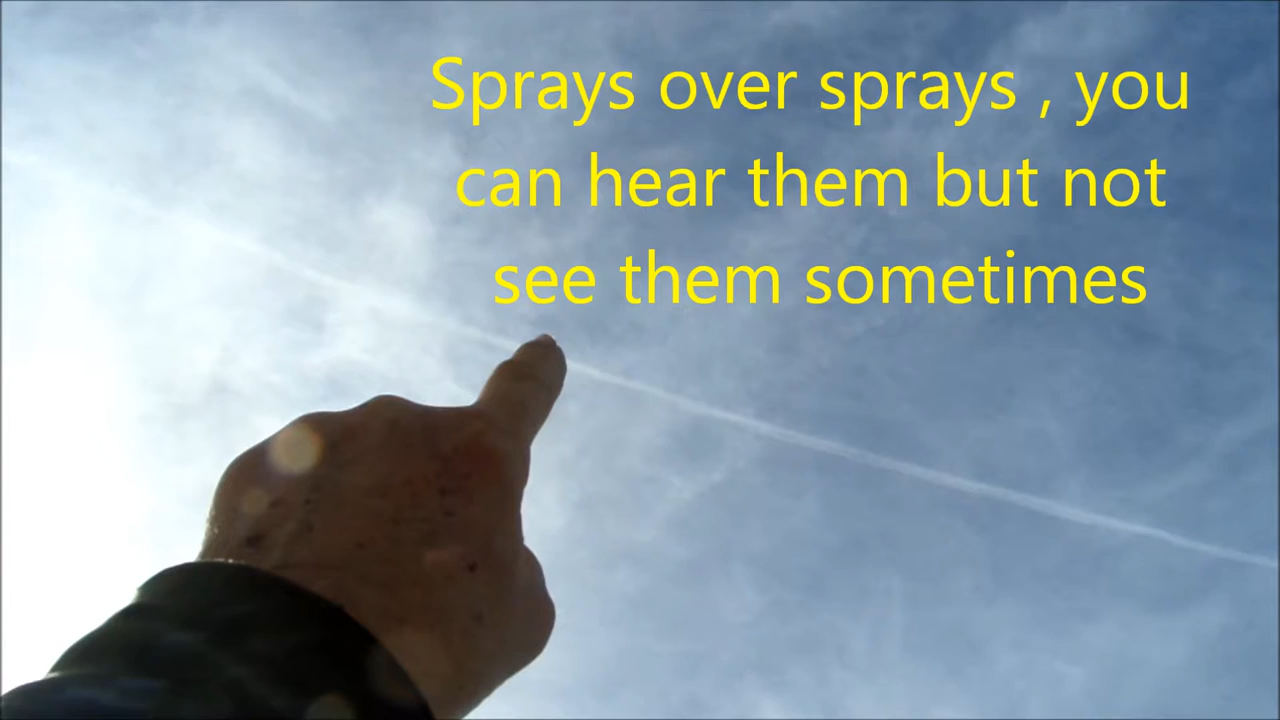 Sprays over sprays , you
can hear them but not
see them sometimes